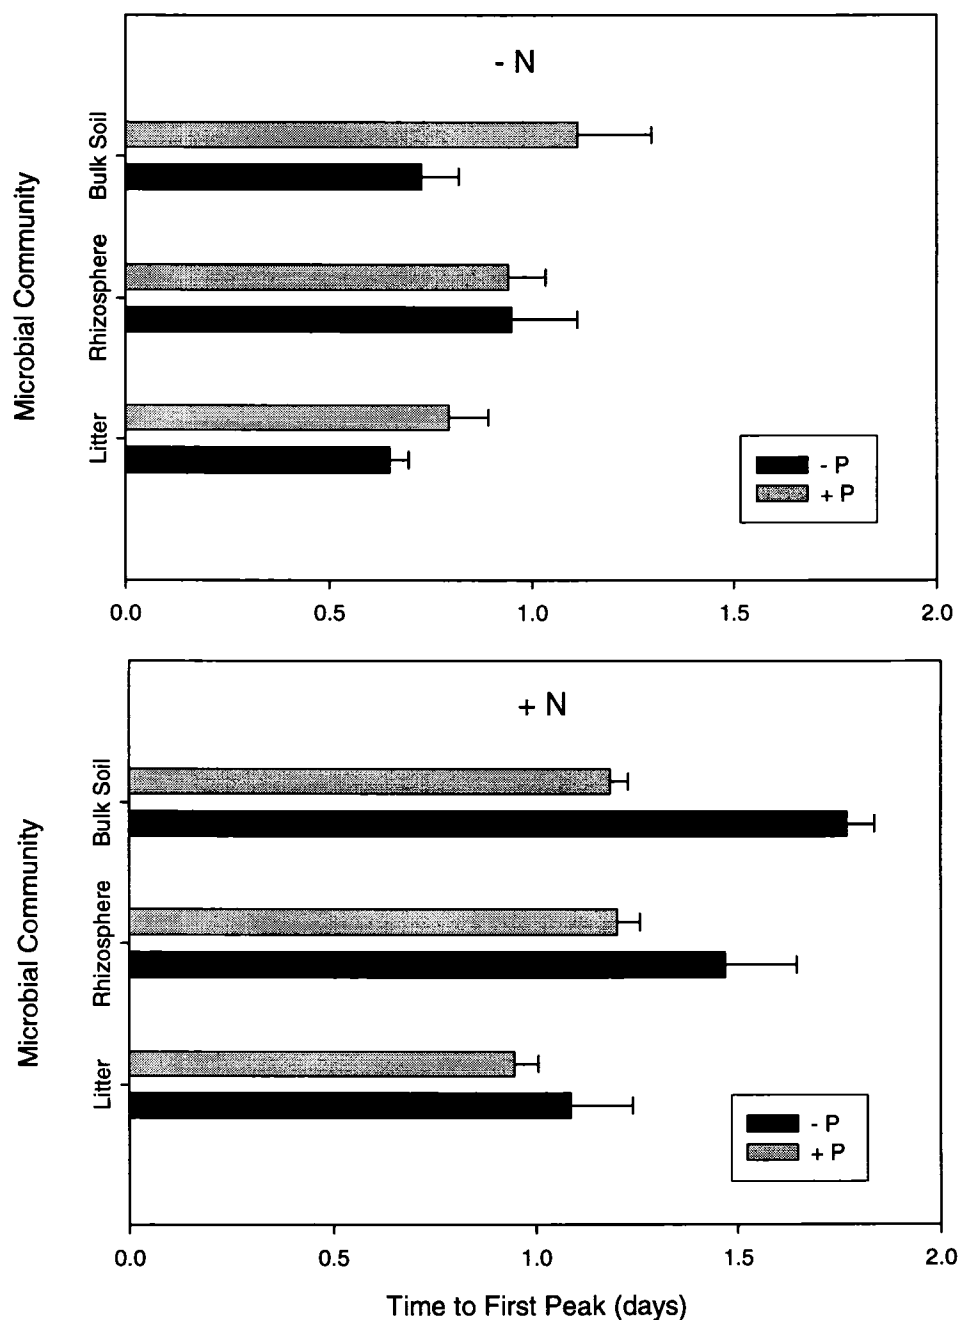 - N
Microbial Community
Bulk Soil
Rhizosphere
Litter
- P
+ P
0.0 0.5 1.0 1.5 2.0
+ N
Microbial Community
Bulk Soil
Rhizosphere
Litter
- P
+ P
0.0 0.5 1.0 1.5 2.0
Time to First Peak (days)